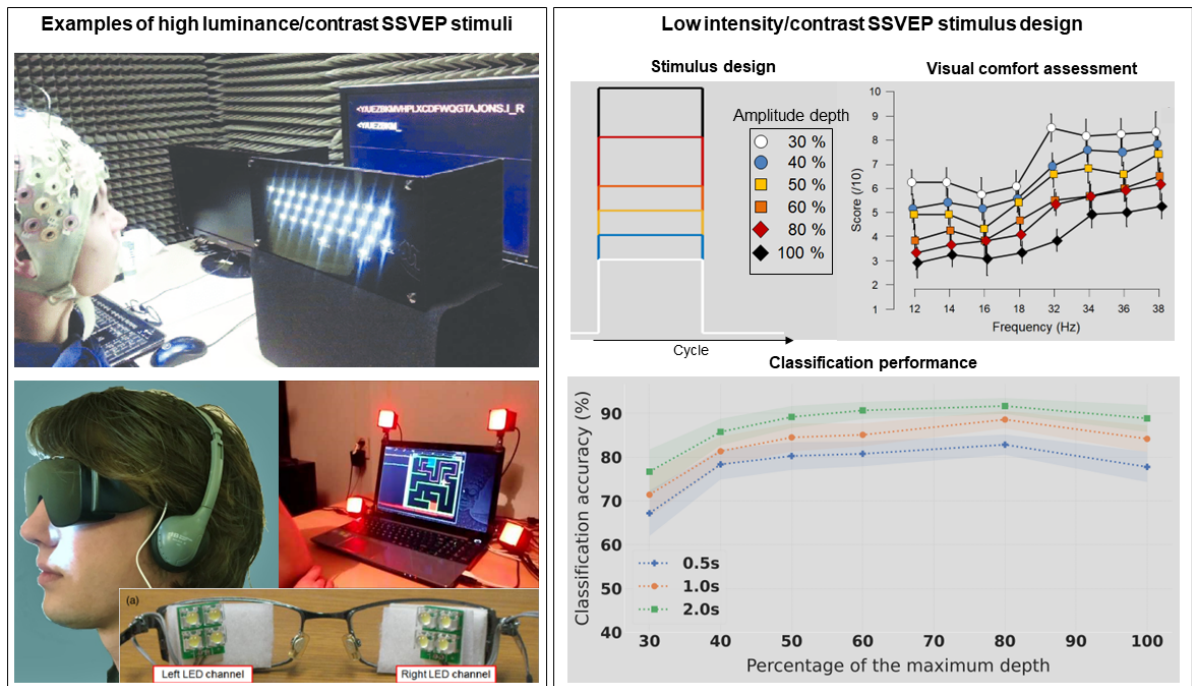 Examples of high luminance/contrast SSVEP stimuli
<YAUEZBKMVHPLXCDFWQGTAJONS.I_R
(a)
Left LED channel
Right LED channel
Low intensity/contrast SSVEP stimulus design
Stimulus design
Amplitude depth
30 %
40 %
50 %
60 %
80 %
100 %
Cycle
Visual comfort assessment
Score (/10)
10
9
8
7
6
5
4
3
2
1
12 14 16 18 32 34 36 38
Frequency (Hz)
Classification performance
Classification accuracy (%)
90
80
70
60
50
40
0.5s
1.0s
2.0s
30 40 50 60 70 80 90 100
Percentage of the maximum depth